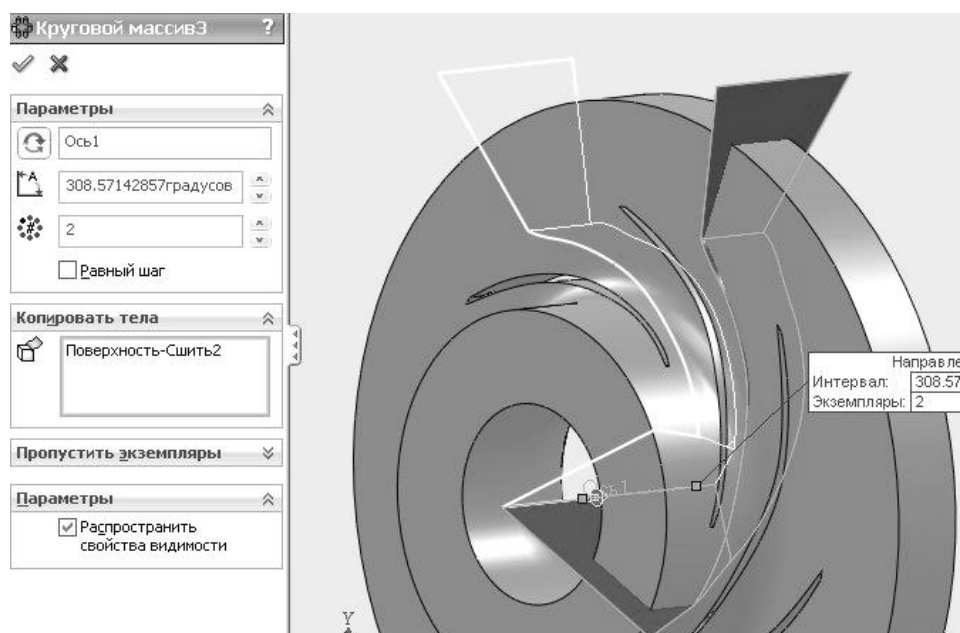 Круговой массив3 ?
Параметры
Ось1
308.57142857градусов
2
Равный шаг
Копировать тела
Поверхность-Сшить2
Пропустить экземпляры
Параметры
Распространить
свойства видимости
Ось1
Направле
Интервал: 308.57
Экземпляры: 2
Y